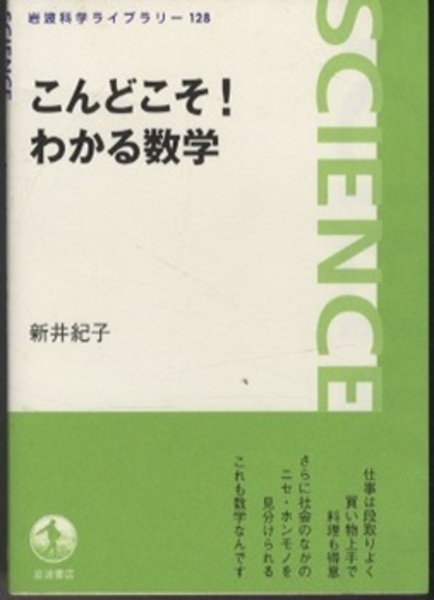 岩波科学ライブラリー 128
SCIENCE
こんどこそ!
わかる数学
SCIENCE
新井紀子
仕事は段取りよく
買い物上手で
料理も得意
さらに社会のなかの
ニセ・ホンモノを
見分けられる
これも数学なんです
岩波書店